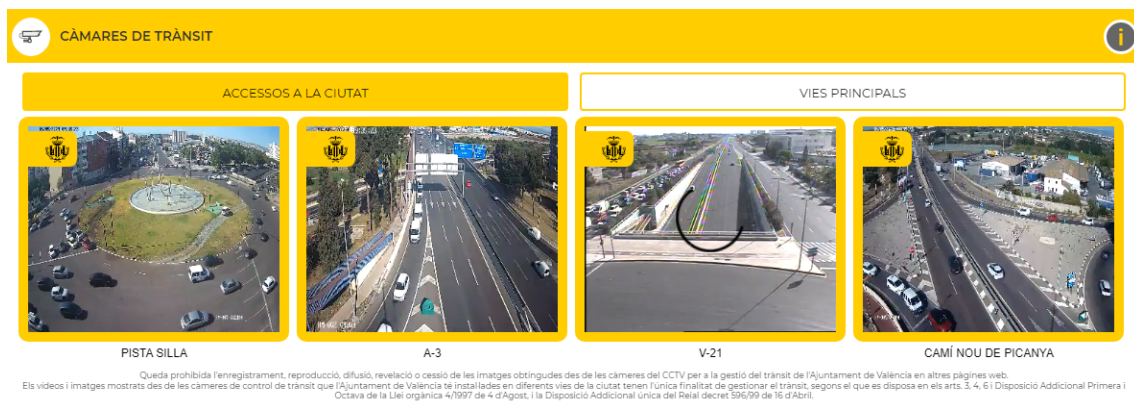 CÀMARES DE TRÀNSIT
i
ACCESSOS A LA CIUTAT
VIES PRINCIPALS
PISTA SILLA
A-3
V-21
CAMÍ NOU DE PICANYA
Queda prohibida l'enregistrament, reproducció, difusió, revelació o cessió de les imatges obtingudes des de les càmeres del CCTV per a la gestió del trànsit de l'Ajuntament de València en altres pàgines web.
Els vídeos i imatges mostrats des de les càmeres de control de trànsit que l'Ajuntament de València té instal·lades en diferents vies de la ciutat tenen l'única finalitat de gestionar el trànsit, segons el que es disposa en els arts. 3, 4, 6 i Disposició Addicional Primera i
Octava de la Llei orgànica 4/1997 de 4 d'Agost, i la Disposició Addicional única del Reial decret 596/99 de 16 d'Abril.